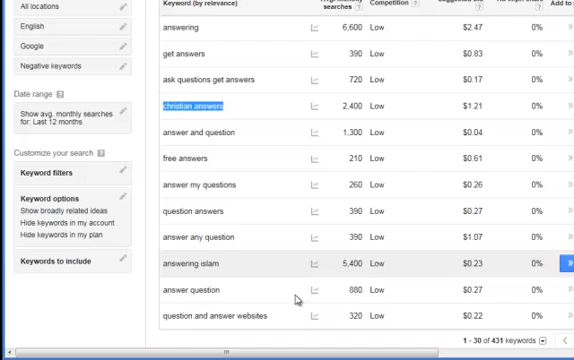 All locations
English
Google
Negative keywords
Date range
Show avg. monthly searches
for: Last 12 months
Customize your search
Keyword filters
Keyword options
Show broadly related ideas
Hide keywords in my account
Hide keywords in my plan
Keywords to include
Keyword (by relevance) searches Competition Add to
answering 6,600 Low $2.47 0%
get answers 390 Low $0.83 0%
ask questions get answers 720 Low $0.17 0%
christian answers 2,400 Low $1.21 0%
answer and question 1,300 Low $0.04 0%
free answers 210 Low $0.61 0%
answer my questions 260 Low $0.26 0%
question answers 390 Low $0.27 0%
answer any question 390 Low $1.07 0%
answering islam 5,400 Low $0.23 0%
answer question 880 Low $0.27 0%
question and answer websites 320 Low $0.22 0%
1 - 30 of 431 keywords